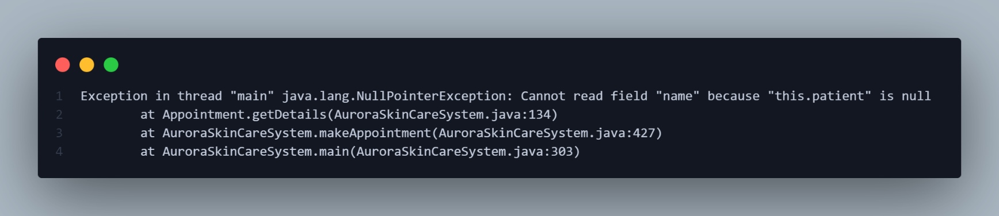 1 Exception in thread "main" java.lang.NullPointerException: Cannot read field "name" because "this.patient" is null
2 at Appointment.getDetails(AuroraSkinCareSystem.java:134)
3 at AuroraSkinCareSystem.makeAppointment(AuroraSkinCareSystem.java:427)
4 at AuroraSkinCareSystem.main(AuroraSkinCareSystem.java:303)